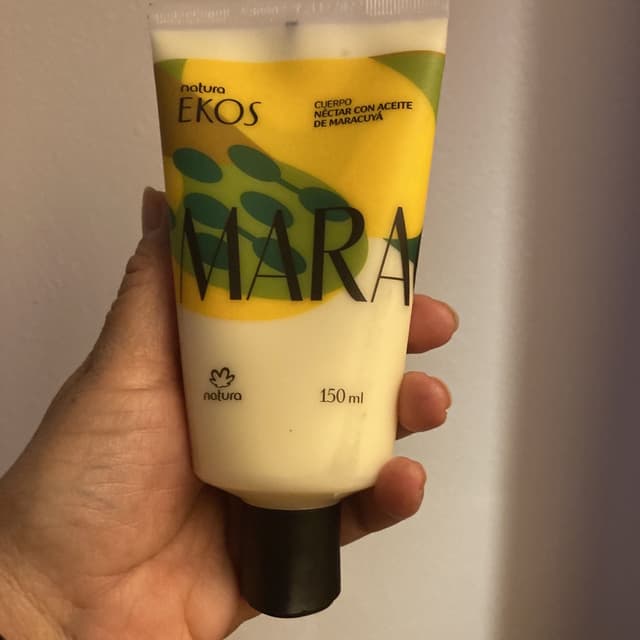 natura
EKOS
CUERPO
NÉCTAR CON ACEITE
DE MARACUYÁ
MARA
natura
150 ml